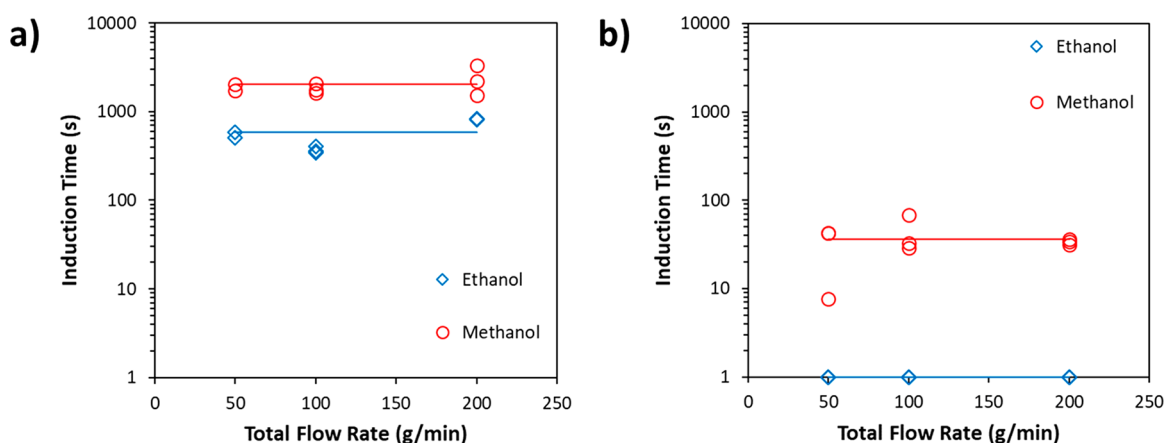 a)
Induction Time (s)
10000
1000
100
10
1
Ethanol
Methanol
0 50 100 150 200 250
Total Flow Rate (g/min)
b)
Induction Time (s)
10000
1000
100
10
1
Ethanol
Methanol
0 50 100 150 200 250
Total Flow Rate (g/min)